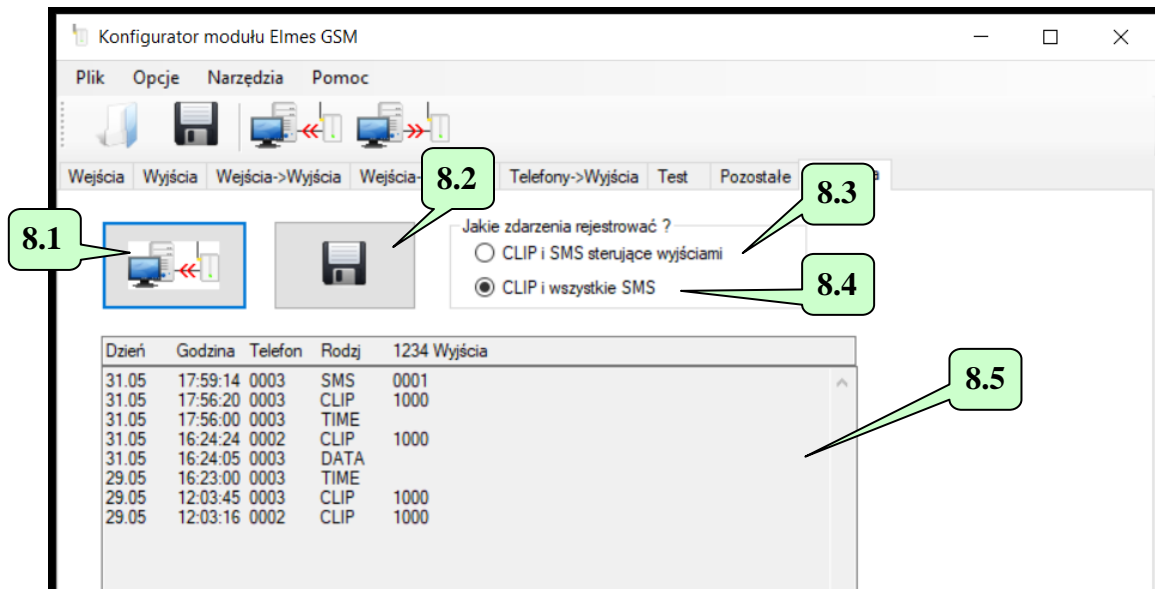 Konfigurator modułu Elmes GSM
Plik Opcje Narzędzia Pomoc
Wejścia Wyjścia Wejścia->Wyjścia Wejścia- Telefony->Wyjścia Test Pozostałe
8.1
8.2
8.3
8.4
8.5
Jakie zdarzenia rejestrować ?
CLIP i SMS sterujące wyjściami
CLIP i wszystkie SMS
Dzień Godzina Telefon Rodzj 1234 Wyjścia
31.05 17:59:14 0003 SMS 0001
31.05 17:56:20 0003 CLIP 1000
31.05 17:56:00 0003 TIME
31.05 16:24:24 0002 CLIP 1000
31.05 16:24:05 0003 DATA
29.05 16:23:00 0003 TIME
29.05 12:03:45 0003 CLIP 1000
29.05 12:03:16 0002 CLIP 1000